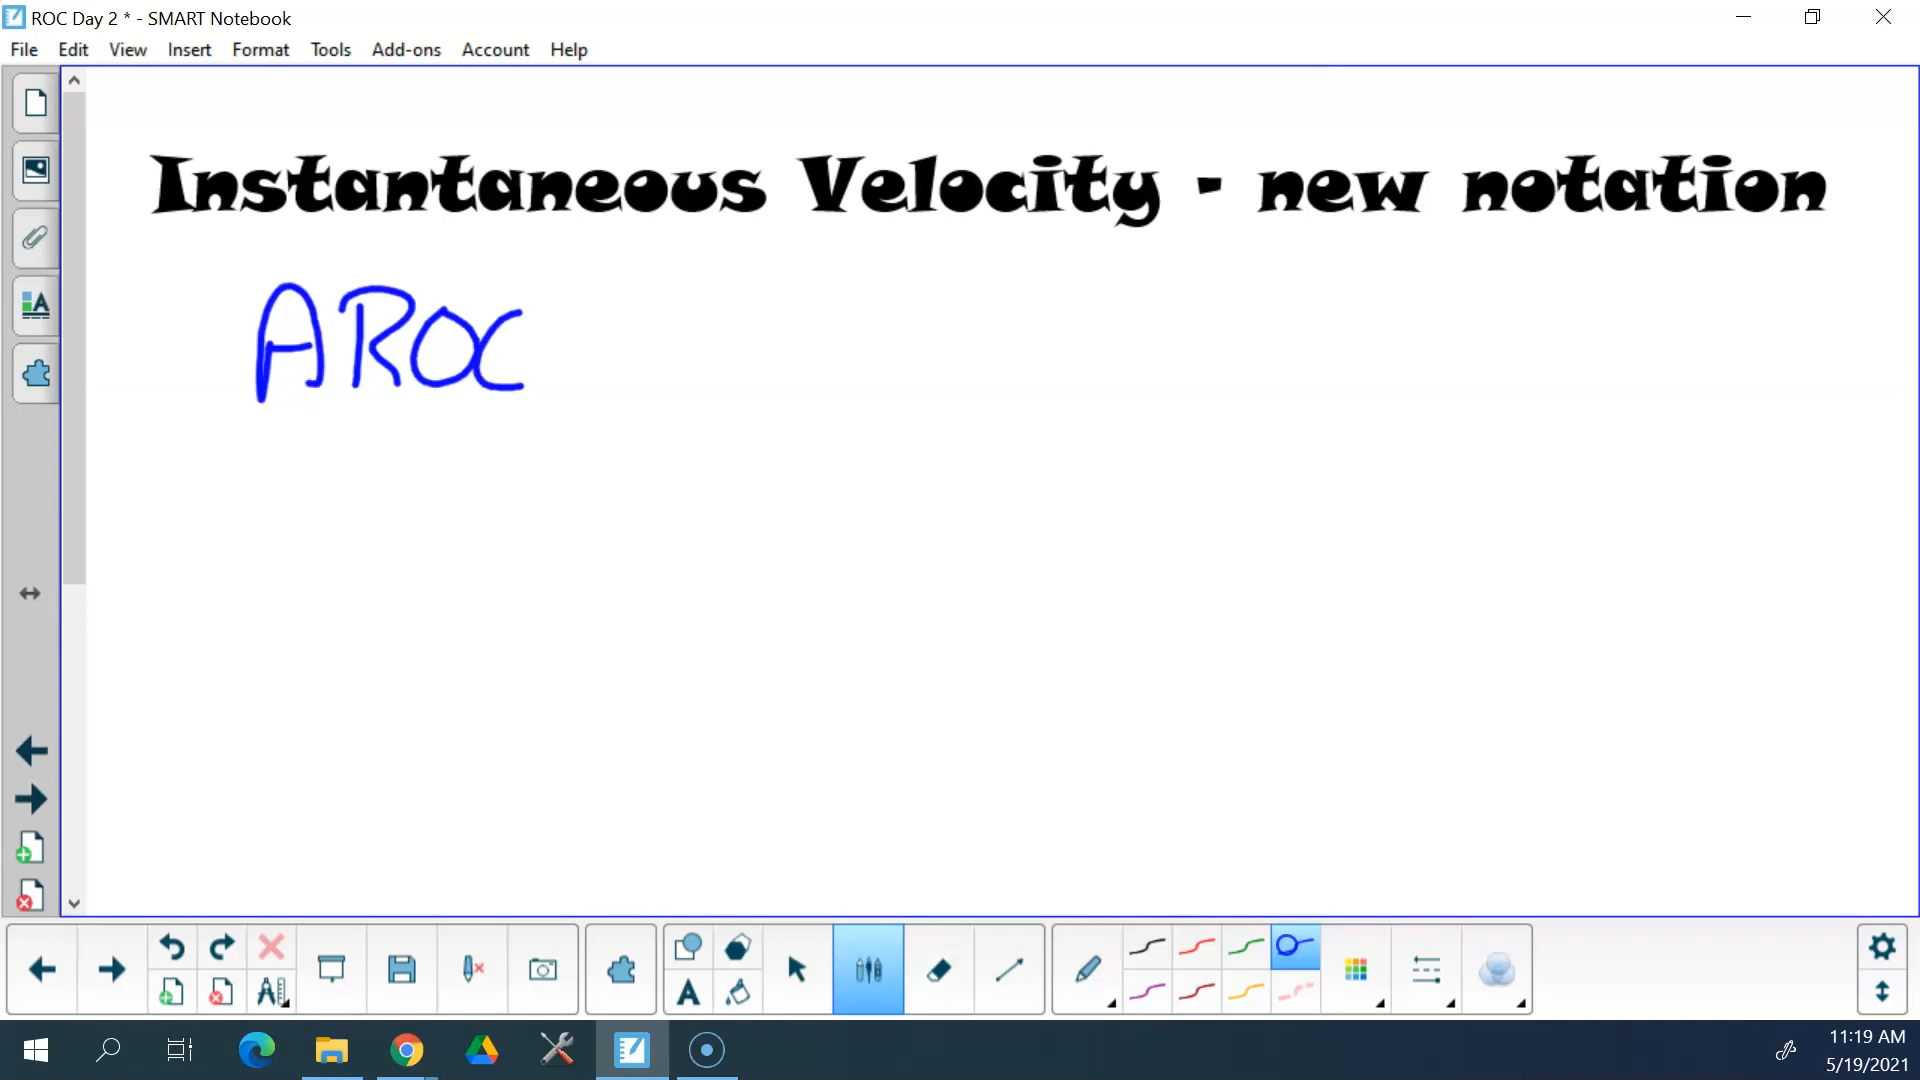 ROC Day 2 * - SMART Notebook
File Edit View Insert Format Tools Add-ons Account Help
Instantaneous Velocity - new notation
AROC
11:19 AM
5/19/2021